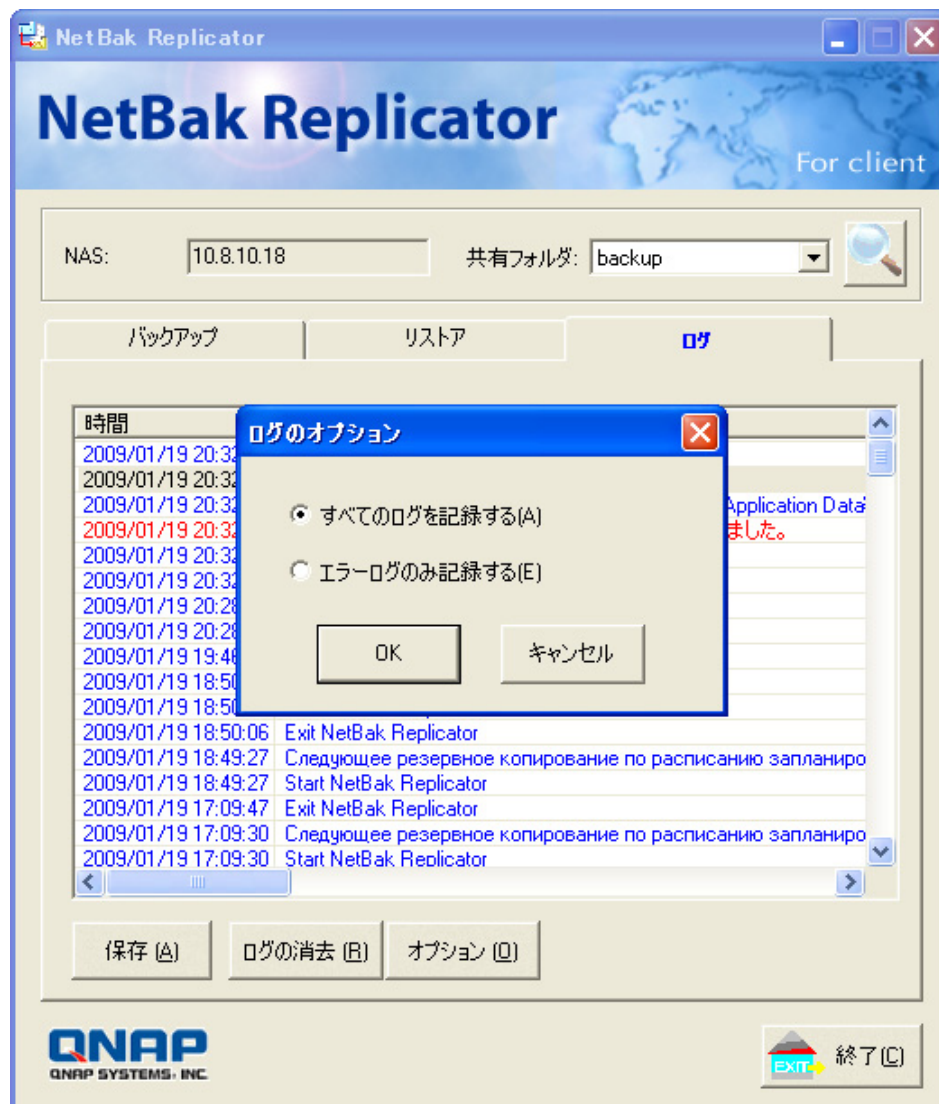 NetBak Replicator
NetBak Replicator
For client
NAS: 10.8.10.18 共有フォルダ: backup
バックアップ リストア ログ
時間
ログのオプション
2009/01/19 20:32
2009/01/19 20:32
2009/01/19 20:32 Application Data
2009/01/19 20:32 ました。
2009/01/19 20:32
2009/01/19 20:32
2009/01/19 20:28
2009/01/19 20:28
2009/01/19 19:46
2009/01/19 18:50
2009/01/19 18:50
すべてのログを記録する(A)
エラーログのみ記録する(E)
OK キャンセル
2009/01/19 18:50:06 Exit NetBak Replicator
2009/01/19 18:49:27 Следующее резервное копирование по расписанию запланиро
2009/01/19 18:49:27 Start NetBak Replicator
2009/01/19 17:09:47 Exit NetBak Replicator
2009/01/19 17:09:30 Следующее резервное копирование по расписанию запланиро
2009/01/19 17:09:30 Start NetBak Replicator
保存 (A) ログの消去 (R) オプション (O)
QNAP
QNAP SYSTEMS, INC
EXIT 終了(C)